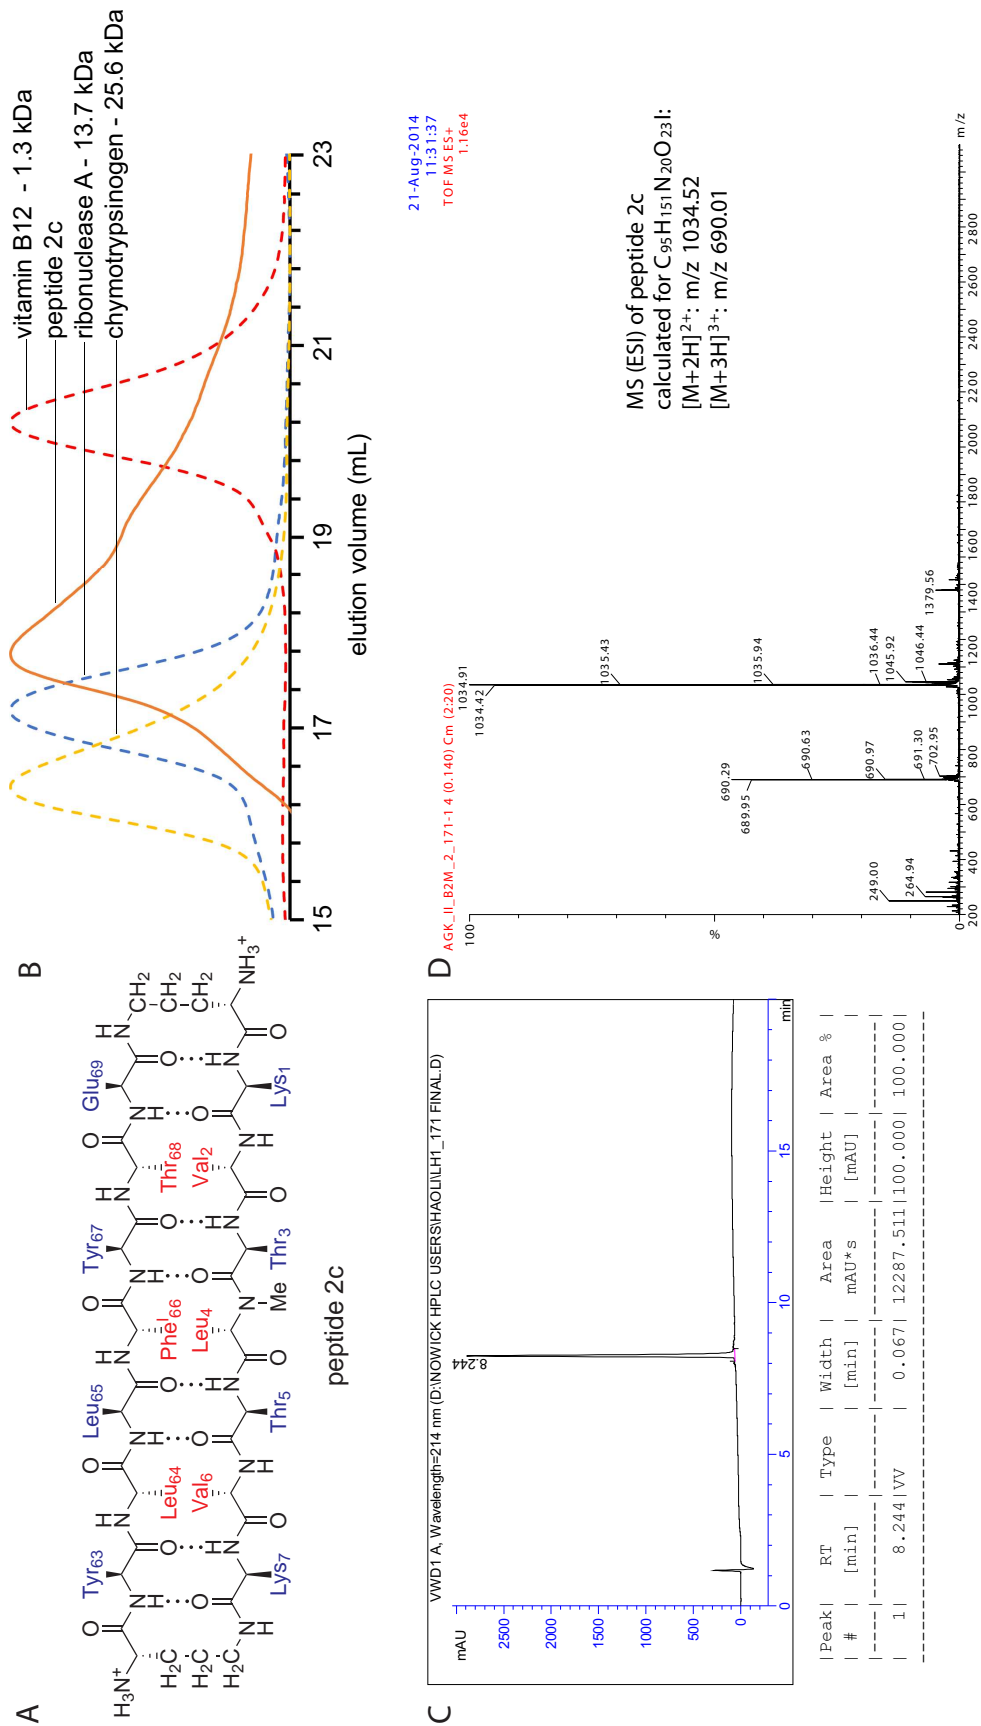 A
H₃N⁺
H₂C
C
H₂
H₂C
Tyr₆₃
Leu₆₄
Leu₆₅
Pheᴵ₆₆
Tyr₆₇
Thr₆₈
Glu₆₉
Lys₇
Val₆
Thr₅
Leu₄
N
Me
Thr₃
Val₂
Lys₁
CH₂
CH₂
CH₂
NH₃⁺
peptide 2c
B
vitamin B12 - 1.3 kDa
peptide 2c
ribonuclease A - 13.7 kDa
chymotrypsinogen - 25.6 kDa
15 17 19 21 23
elution volume (mL)
C
VWD1 A, Wavelength=214 nm (D:\NOWICK HPLC USERS\HAOLI\LH1_171 FINAL.D)
mAU
2500
2000
1500
1000
500
0
8.244
0 5 10 15 min
|Peak| RT | Type | Width | Area |Height | Area % |
| # | [min] | | [min] | mAU*s | [mAU] | |
| 1| 8.244|VV | 0.067| 12287.511|100.000| 100.000|
D
AGK_II_B2M_2_171-1 4 (0.140) Cm (2:20)
21-Aug-2014
11:31:37
TOF MS ES+
1.16e4
100
%
0
249.00
264.94
690.29
689.95
690.63
690.97
691.30
702.95
1034.91
1034.42
1035.43
1035.94
1036.44
1045.92
1046.44
1379.56
MS (ESI) of peptide 2c
calculated for C₉₅H₁₅₁N₂₀O₂₃I:
[M+2H]²⁺: m/z 1034.52
[M+3H]³⁺: m/z 690.01
200 400 600 800 1000 1200 1400 1600 1800 2000 2200 2400 2600 2800 m/z